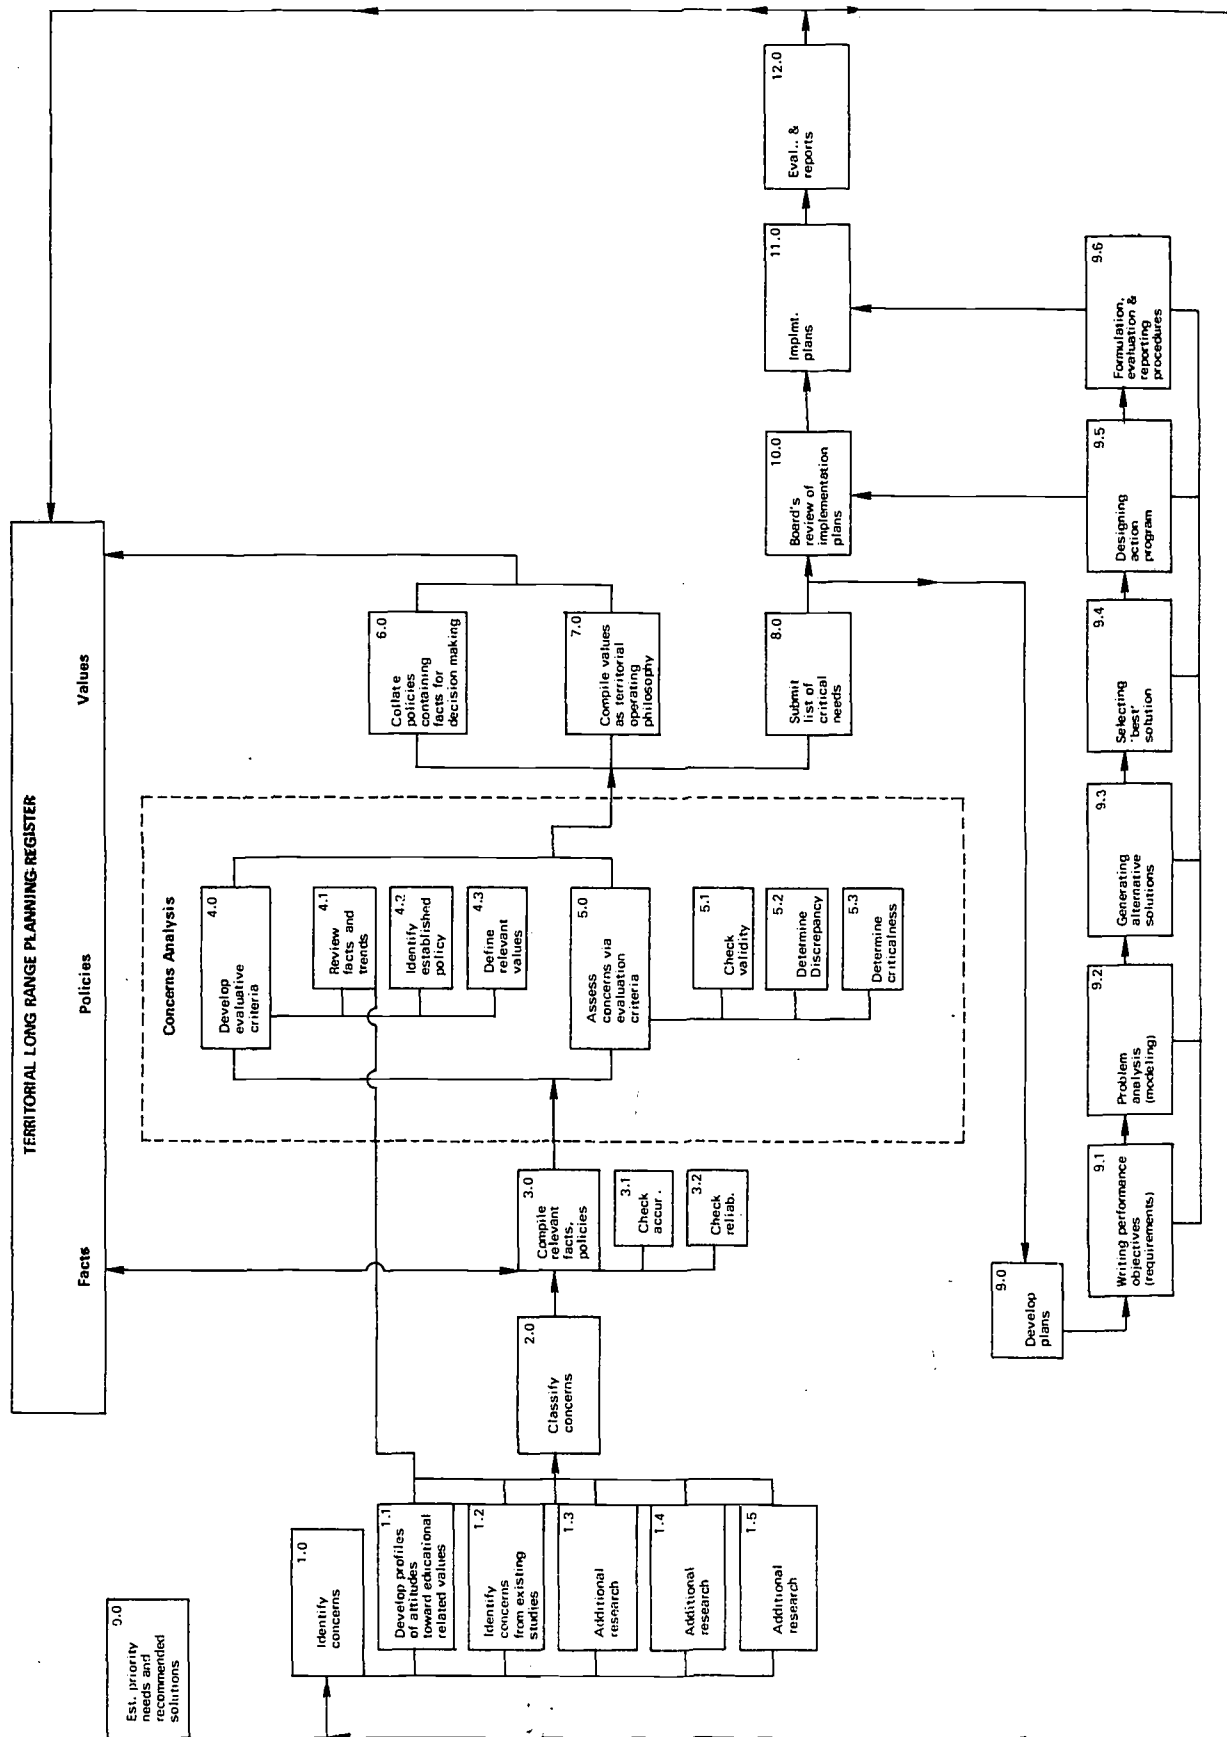 TERRITORIAL LONG RANGE PLANNING REGISTER
Facts
Policies
Values
0.0
Est. priority
needs and
recommended
solutions
1.0
Identify
concerns
1.1
Develop profiles
of attitudes
toward educational
related values
1.2
Identify
concerns
from existing
studies
1.3
Additional
research
1.4
Additional
research
1.5
Additional
research
2.0
Classify
concerns
3.0
Compile
relevant
facts,
policies
3.1
Check
accur.
3.2
Check
reliab.
Concerns Analysis
4.0
Develop
evaluative
criteria
4.1
Review
facts and
trends
4.2
Identify
established
policy
4.3
Define
relevant
values
5.0
Assess
concerns via
evaluation
criteria
5.1
Check
validity
5.2
Determine
Discrepancy
5.3
Determine
criticalness
6.0
Collate
policies
containing
facts for
decision making
7.0
Compile values
as territorial
operating
philosophy
8.0
Submit
list of
critical
needs
9.0
Develop
plans
9.1
Writing performance
objectives
(requirements)
9.2
Problem
analysis
(modeling)
9.3
Generating
alternative
solutions
9.4
Selecting
'best'
solution
9.5
Designing
action
program
9.6
Formulation,
evaluation &
reporting
procedures
10.0
Board's
review of
implementation
plans
11.0
Implmt.
plans
12.0
Eval.. &
reports